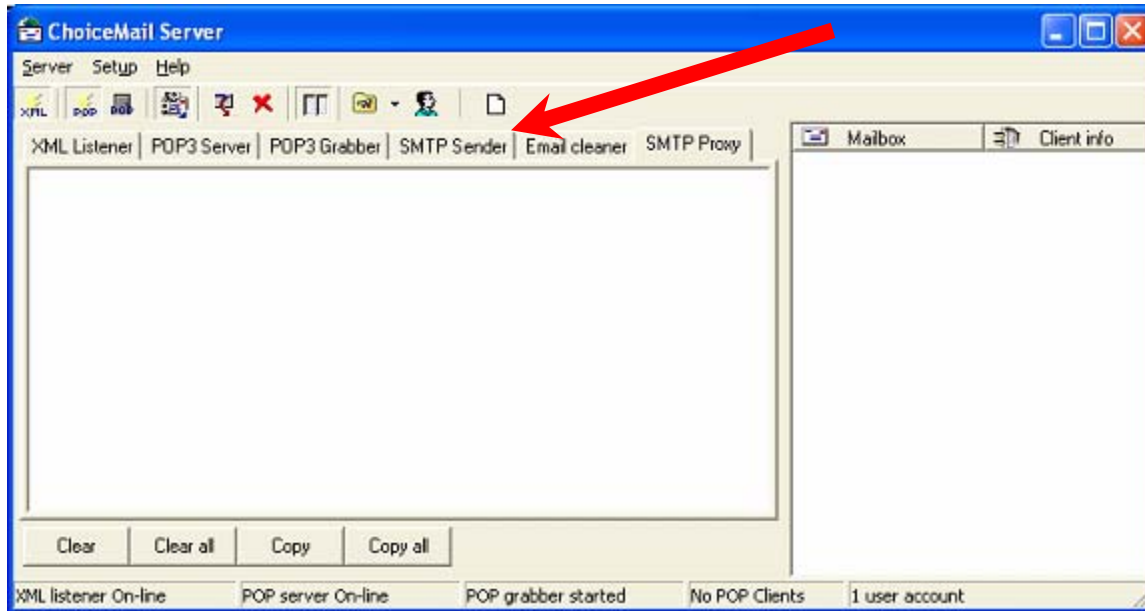 ChoiceMail Server
Server Setup Help
XML POP POP
XML Listener POP3 Server POP3 Grabber SMTP Sender Email cleaner SMTP Proxy
Mailbox Client info
Clear Clear all Copy Copy all
XML listener On-line POP server On-line POP grabber started No POP Clients 1 user account